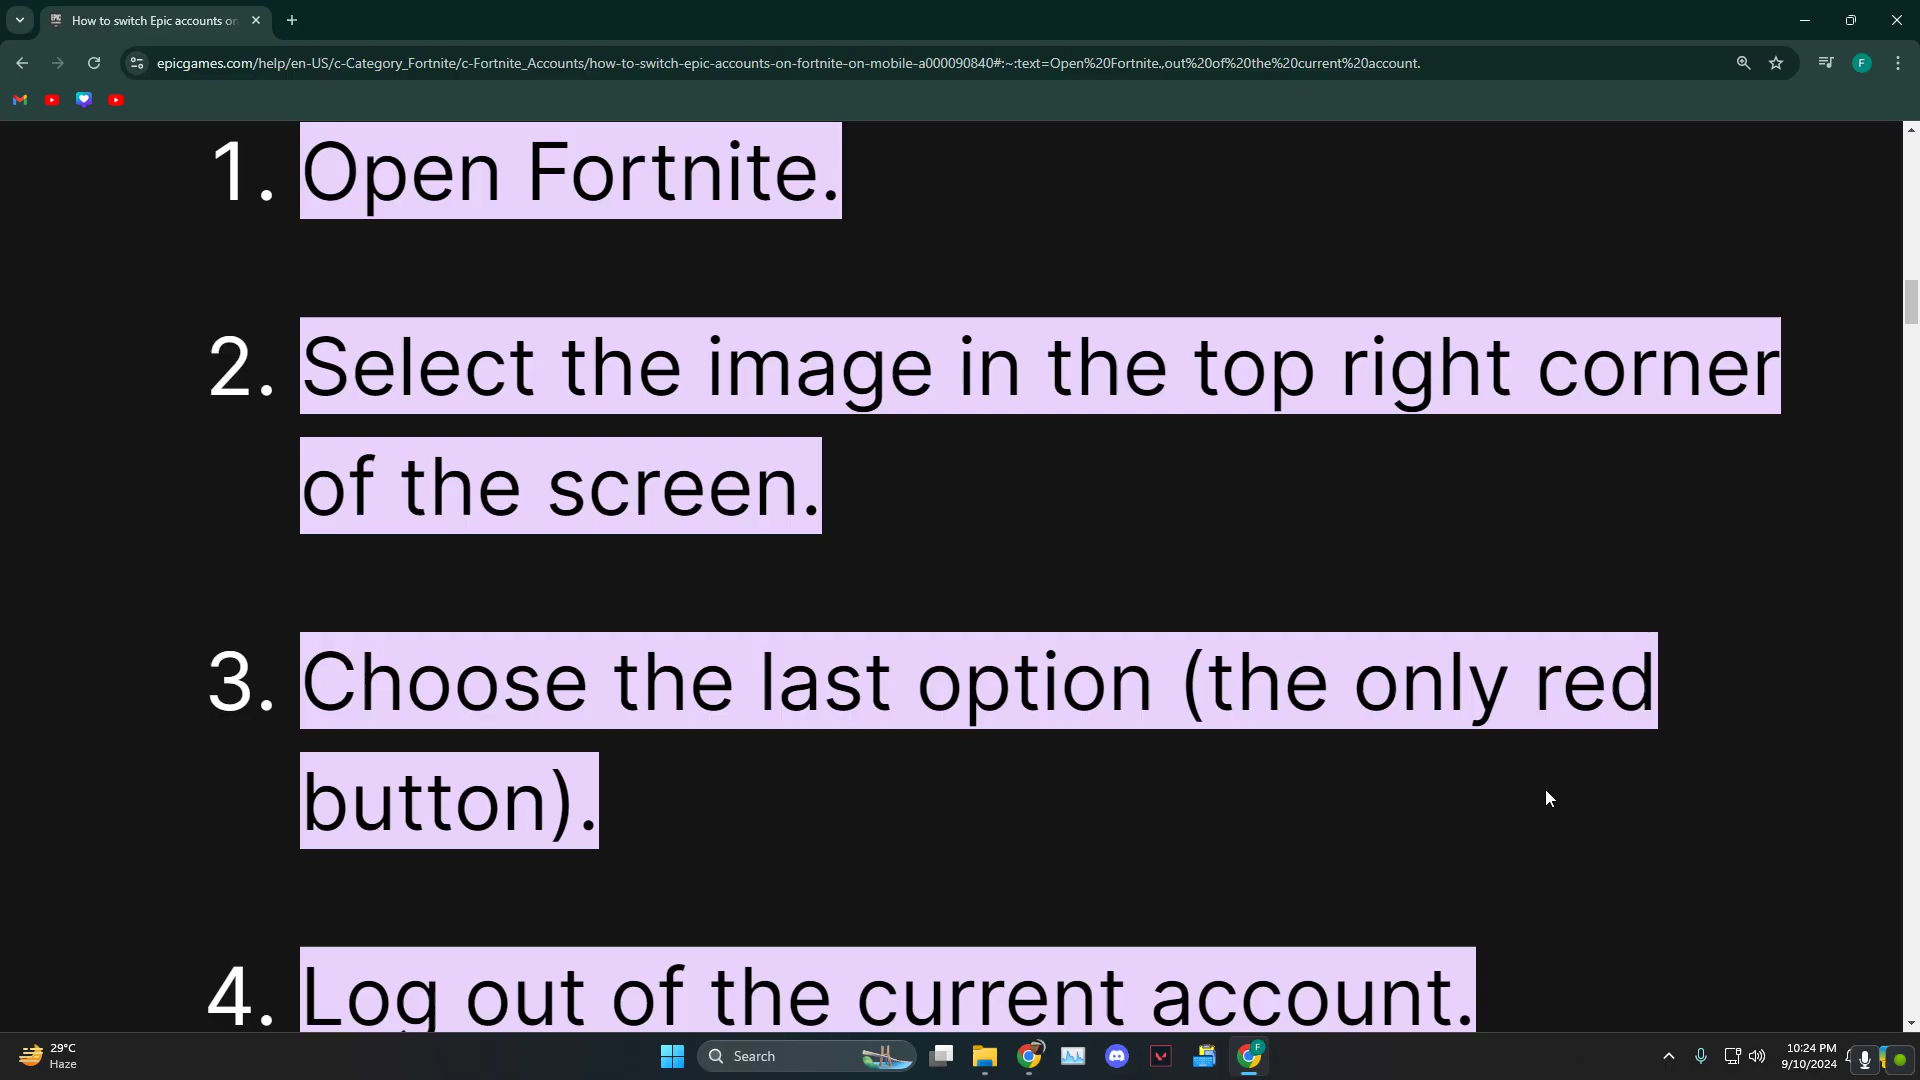 How to switch Epic accounts on
epicgames.com/help/en-US/c-Category_Fortnite/c-Fortnite_Accounts/how-to-switch-epic-accounts-on-fortnite-on-mobile-a000090840#:~:text=Open%20Fortnite.,out%20of%20the%20current%20account.
F
1. Open Fortnite.
2. Select the image in the top right corner
of the screen.
3. Choose the last option (the only red
button).
4. Log out of the current account.
29°C
Haze
Search
F
10:24 PM
9/10/2024